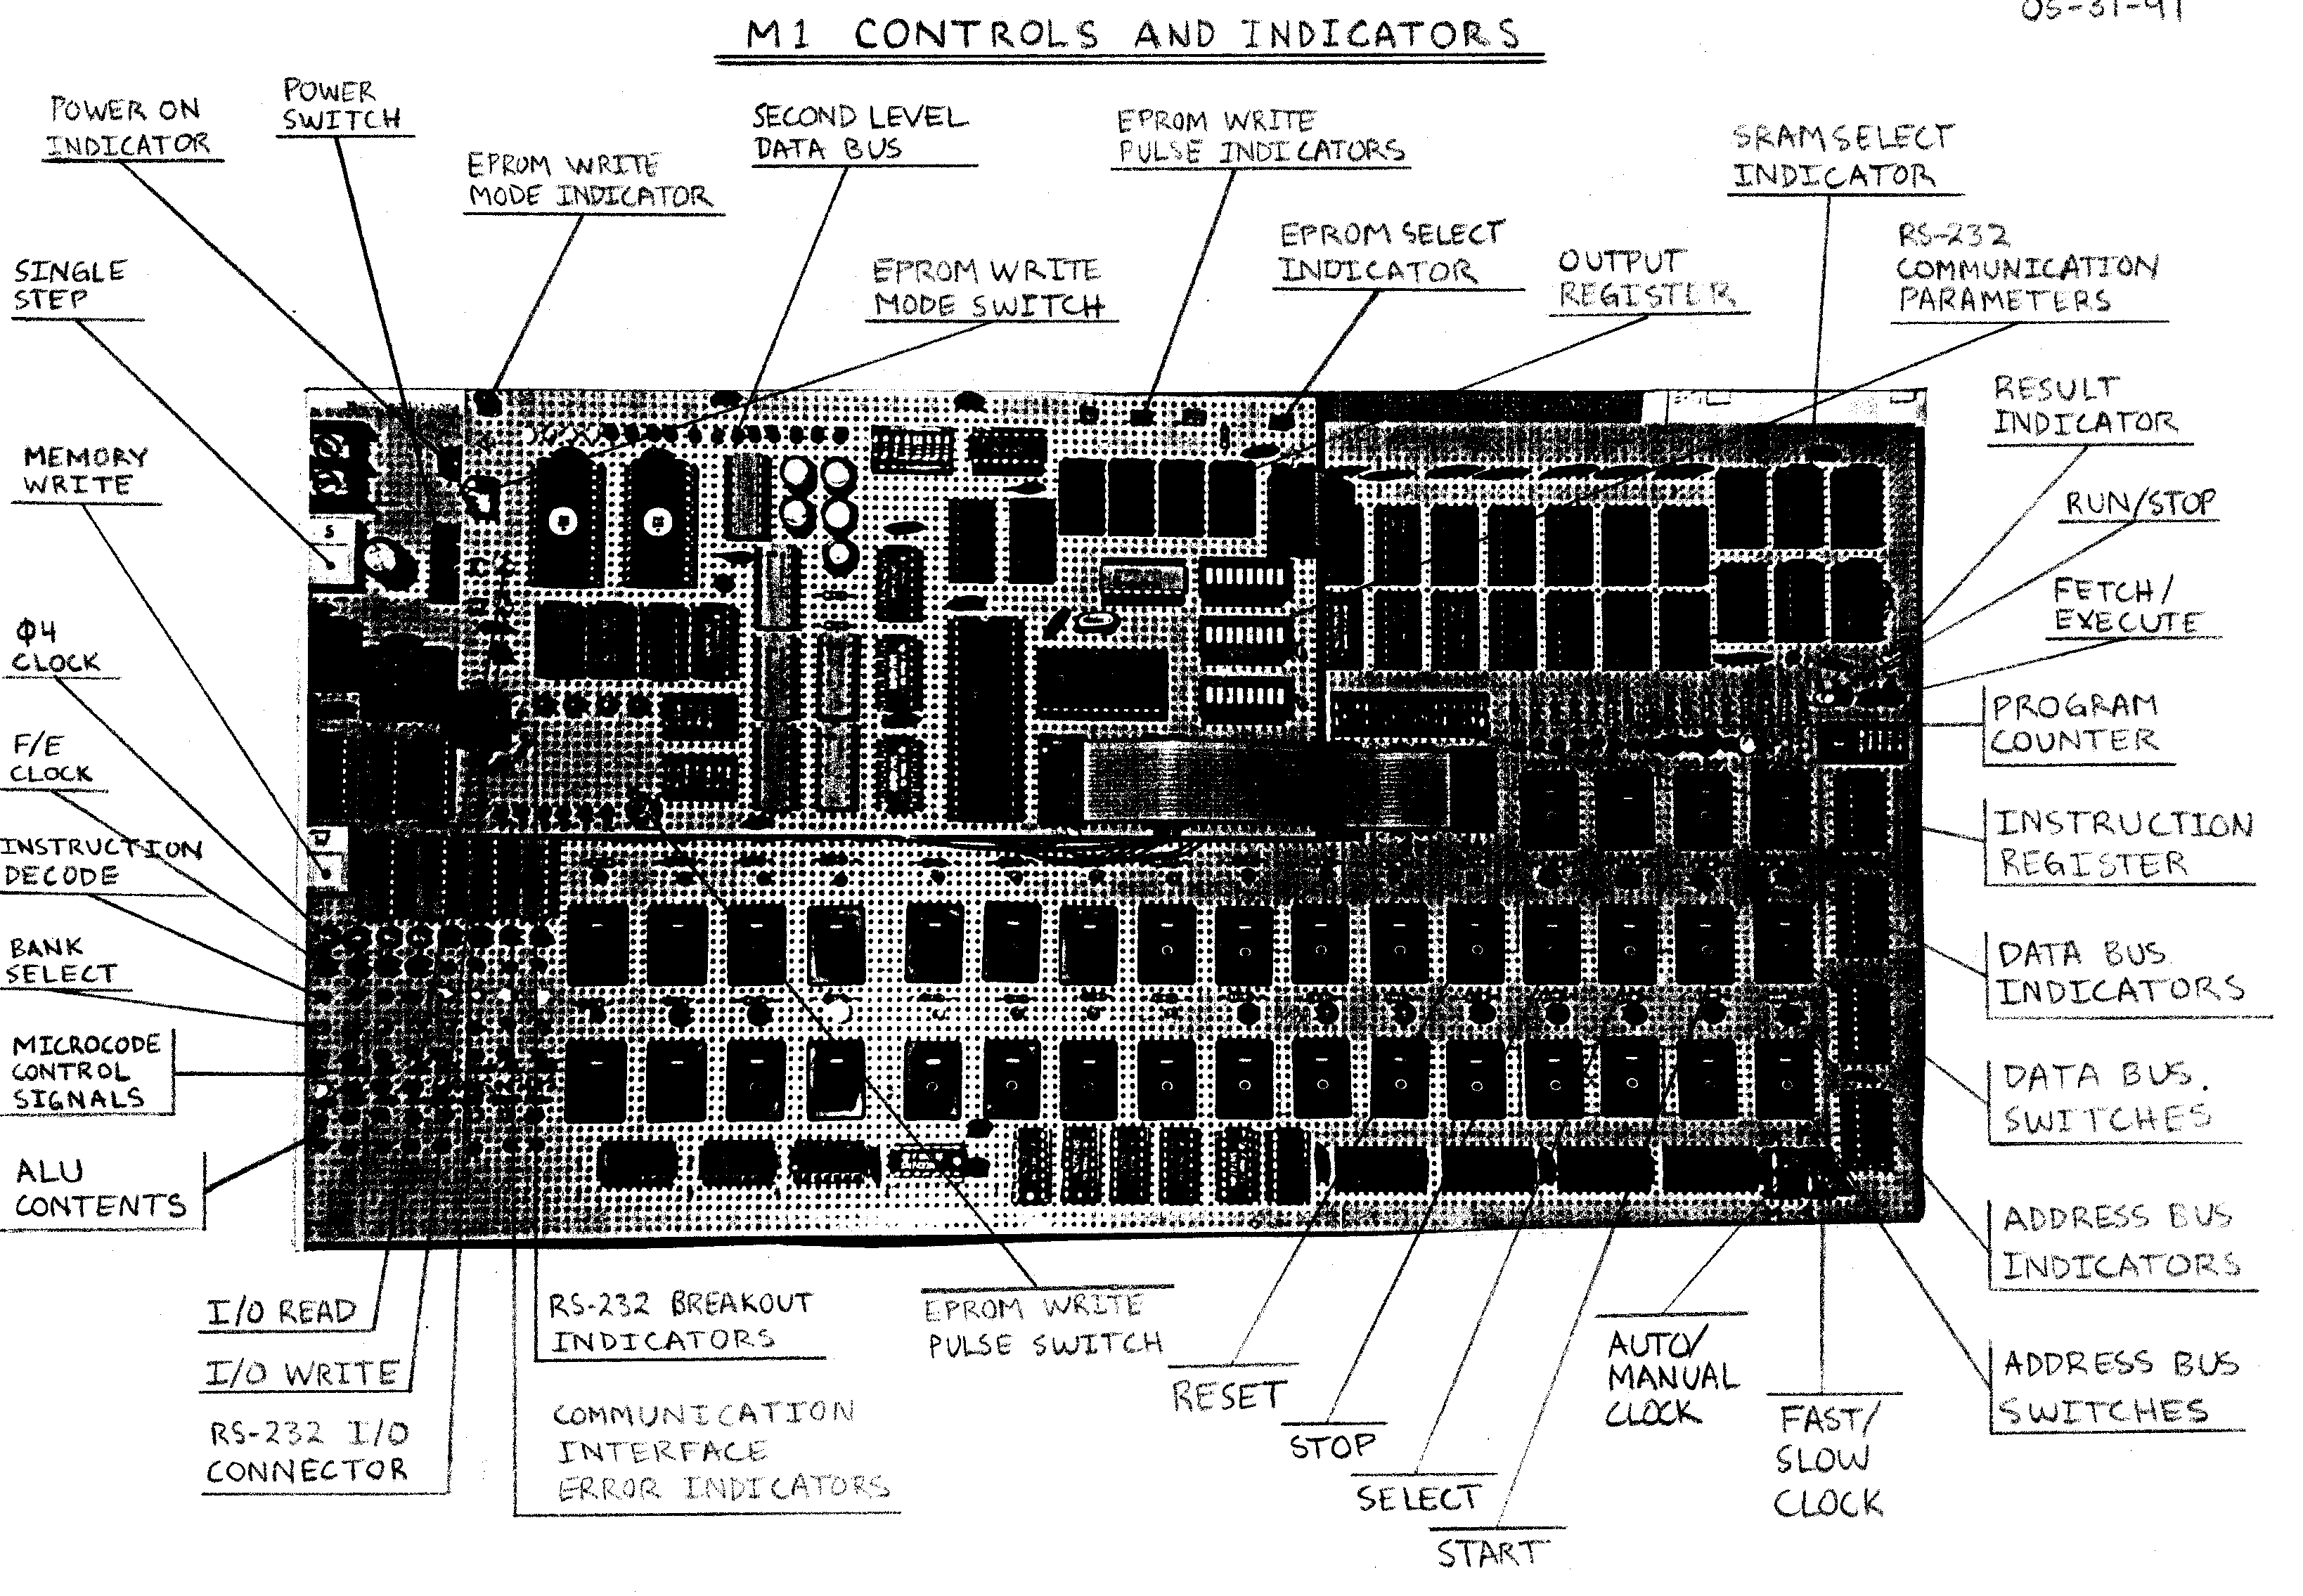 05-31-91
M1 CONTROLS AND INDICATORS
POWER ON
INDICATOR
POWER
SWITCH
EPROM WRITE
MODE INDICATOR
SECOND LEVEL
DATA BUS
EPROM WRITE
MODE SWITCH
EPROM WRITE
PULSE INDICATORS
EPROM SELECT
INDICATOR
OUTPUT
REGISTER
SRAM SELECT
INDICATOR
RS-232
COMMUNICATION
PARAMETERS
SINGLE
STEP
MEMORY
WRITE
Φ4
CLOCK
F/E
CLOCK
INSTRUCTION
DECODE
BANK
SELECT
MICROCODE
CONTROL
SIGNALS
ALU
CONTENTS
S
RESULT
INDICATOR
RUN/STOP
FETCH/
EXECUTE
PROGRAM
COUNTER
INSTRUCTION
REGISTER
DATA BUS
INDICATORS
DATA BUS.
SWITCHES
ADDRESS BUS
INDICATORS
ADDRESS BUS
SWITCHES
I/O READ
I/O WRITE
RS-232 I/O
CONNECTOR
RS-232 BREAKOUT
INDICATORS
COMMUNICATION
INTERFACE
ERROR INDICATORS
EPROM WRITE
PULSE SWITCH
RESET
STOP
SELECT
START
AUTO/
MANUAL
CLOCK
FAST/
SLOW
CLOCK